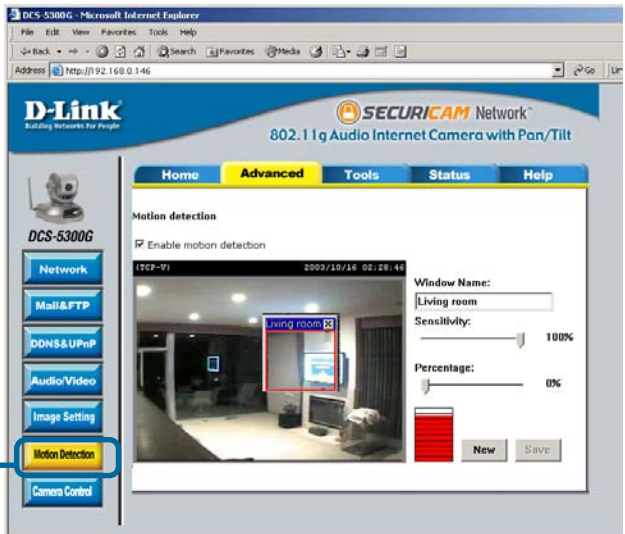 DCS-5300G - Microsoft Internet Explorer
File Edit View Favorites Tools Help
Back Search Favorites Media
Address http://192.168.0.146 Go
D-Link
Building Networks For People
SECURICAM Network™
802.11g Audio Internet Camera with Pan/Tilt
Home Advanced Tools Status Help
DCS-5300G
Network
Mail&FTP
DDNS&UPnP
Audio/Video
Image Setting
Motion Detection
Camera Control
Motion detection
Enable motion detection
(TCP-V) 2003/10/16 02:28:46
Living room
Window Name:
Living room
Sensitivity:
100%
Percentage:
0%
New Save